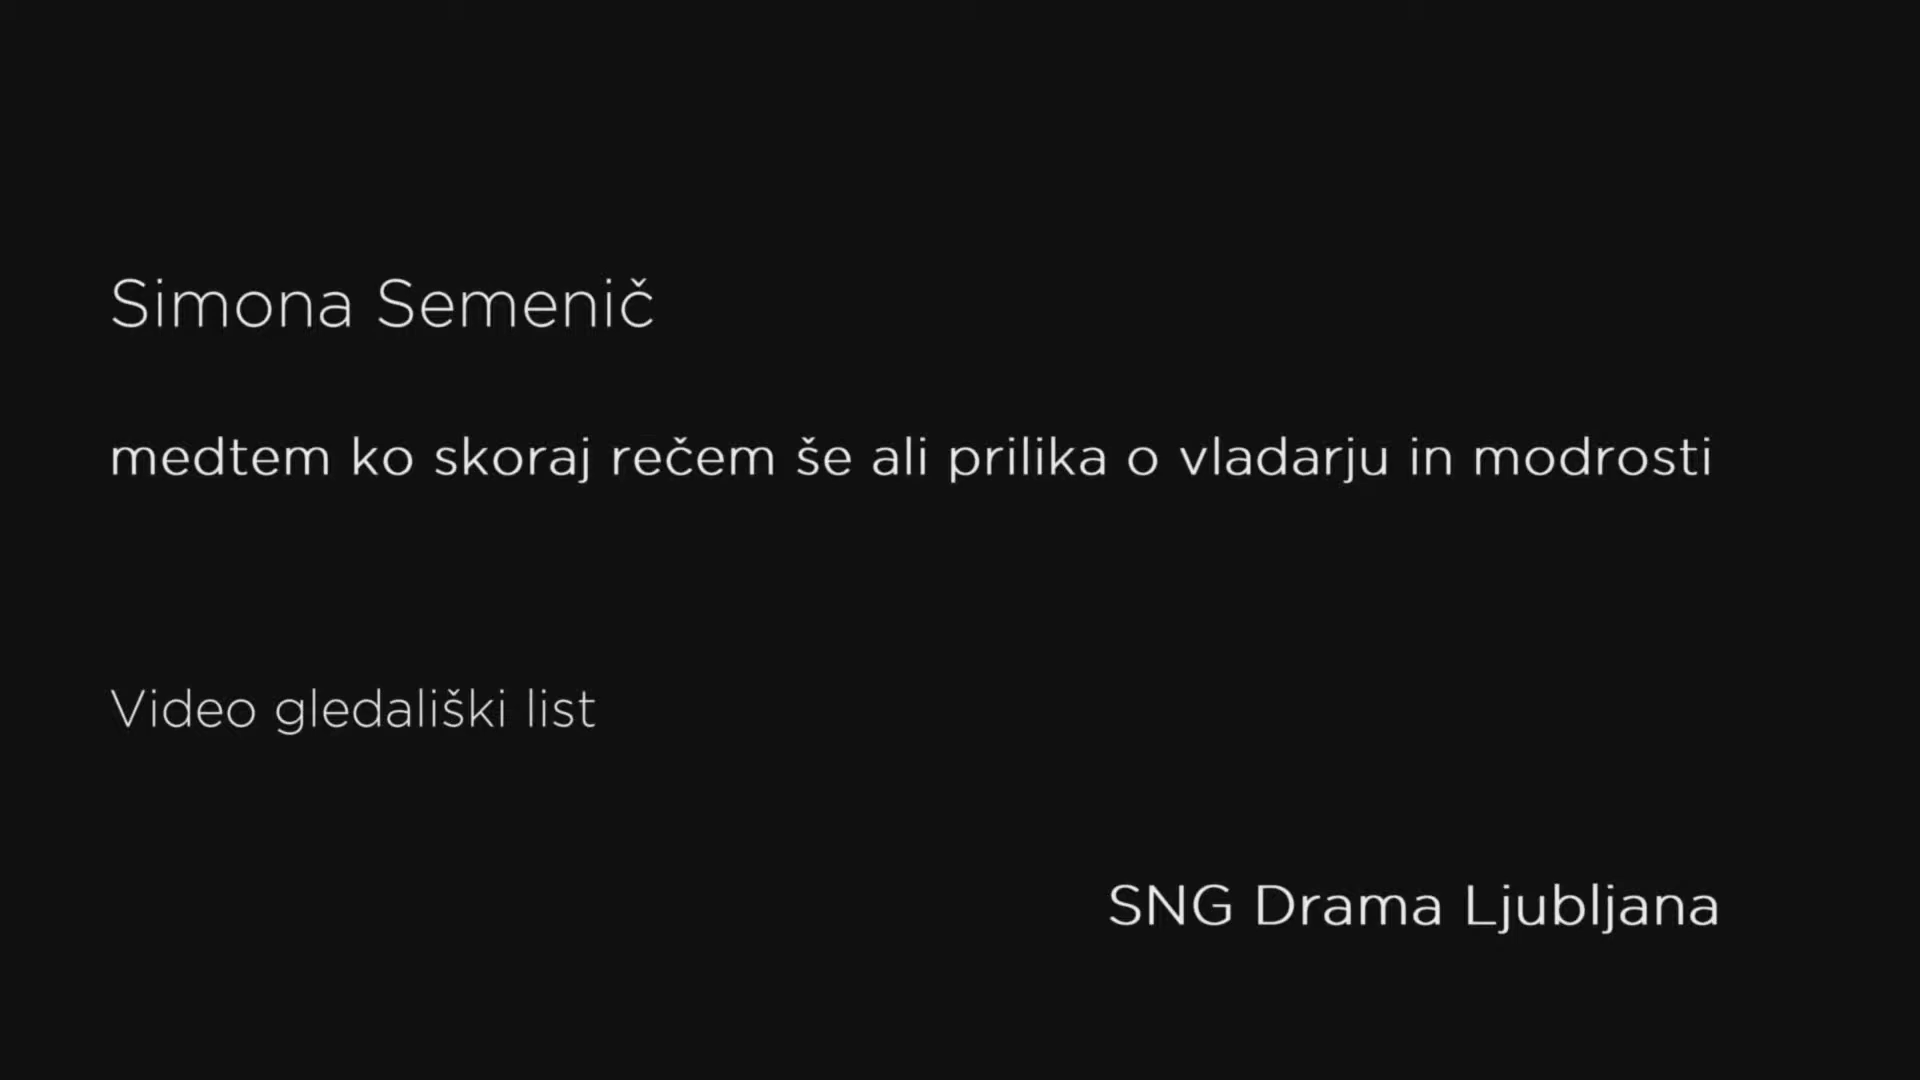 Simona Semenič
medtem ko skoraj rečem še ali prilika o vladarju in modrosti
Video gledališki list
SNG Drama Ljubljana